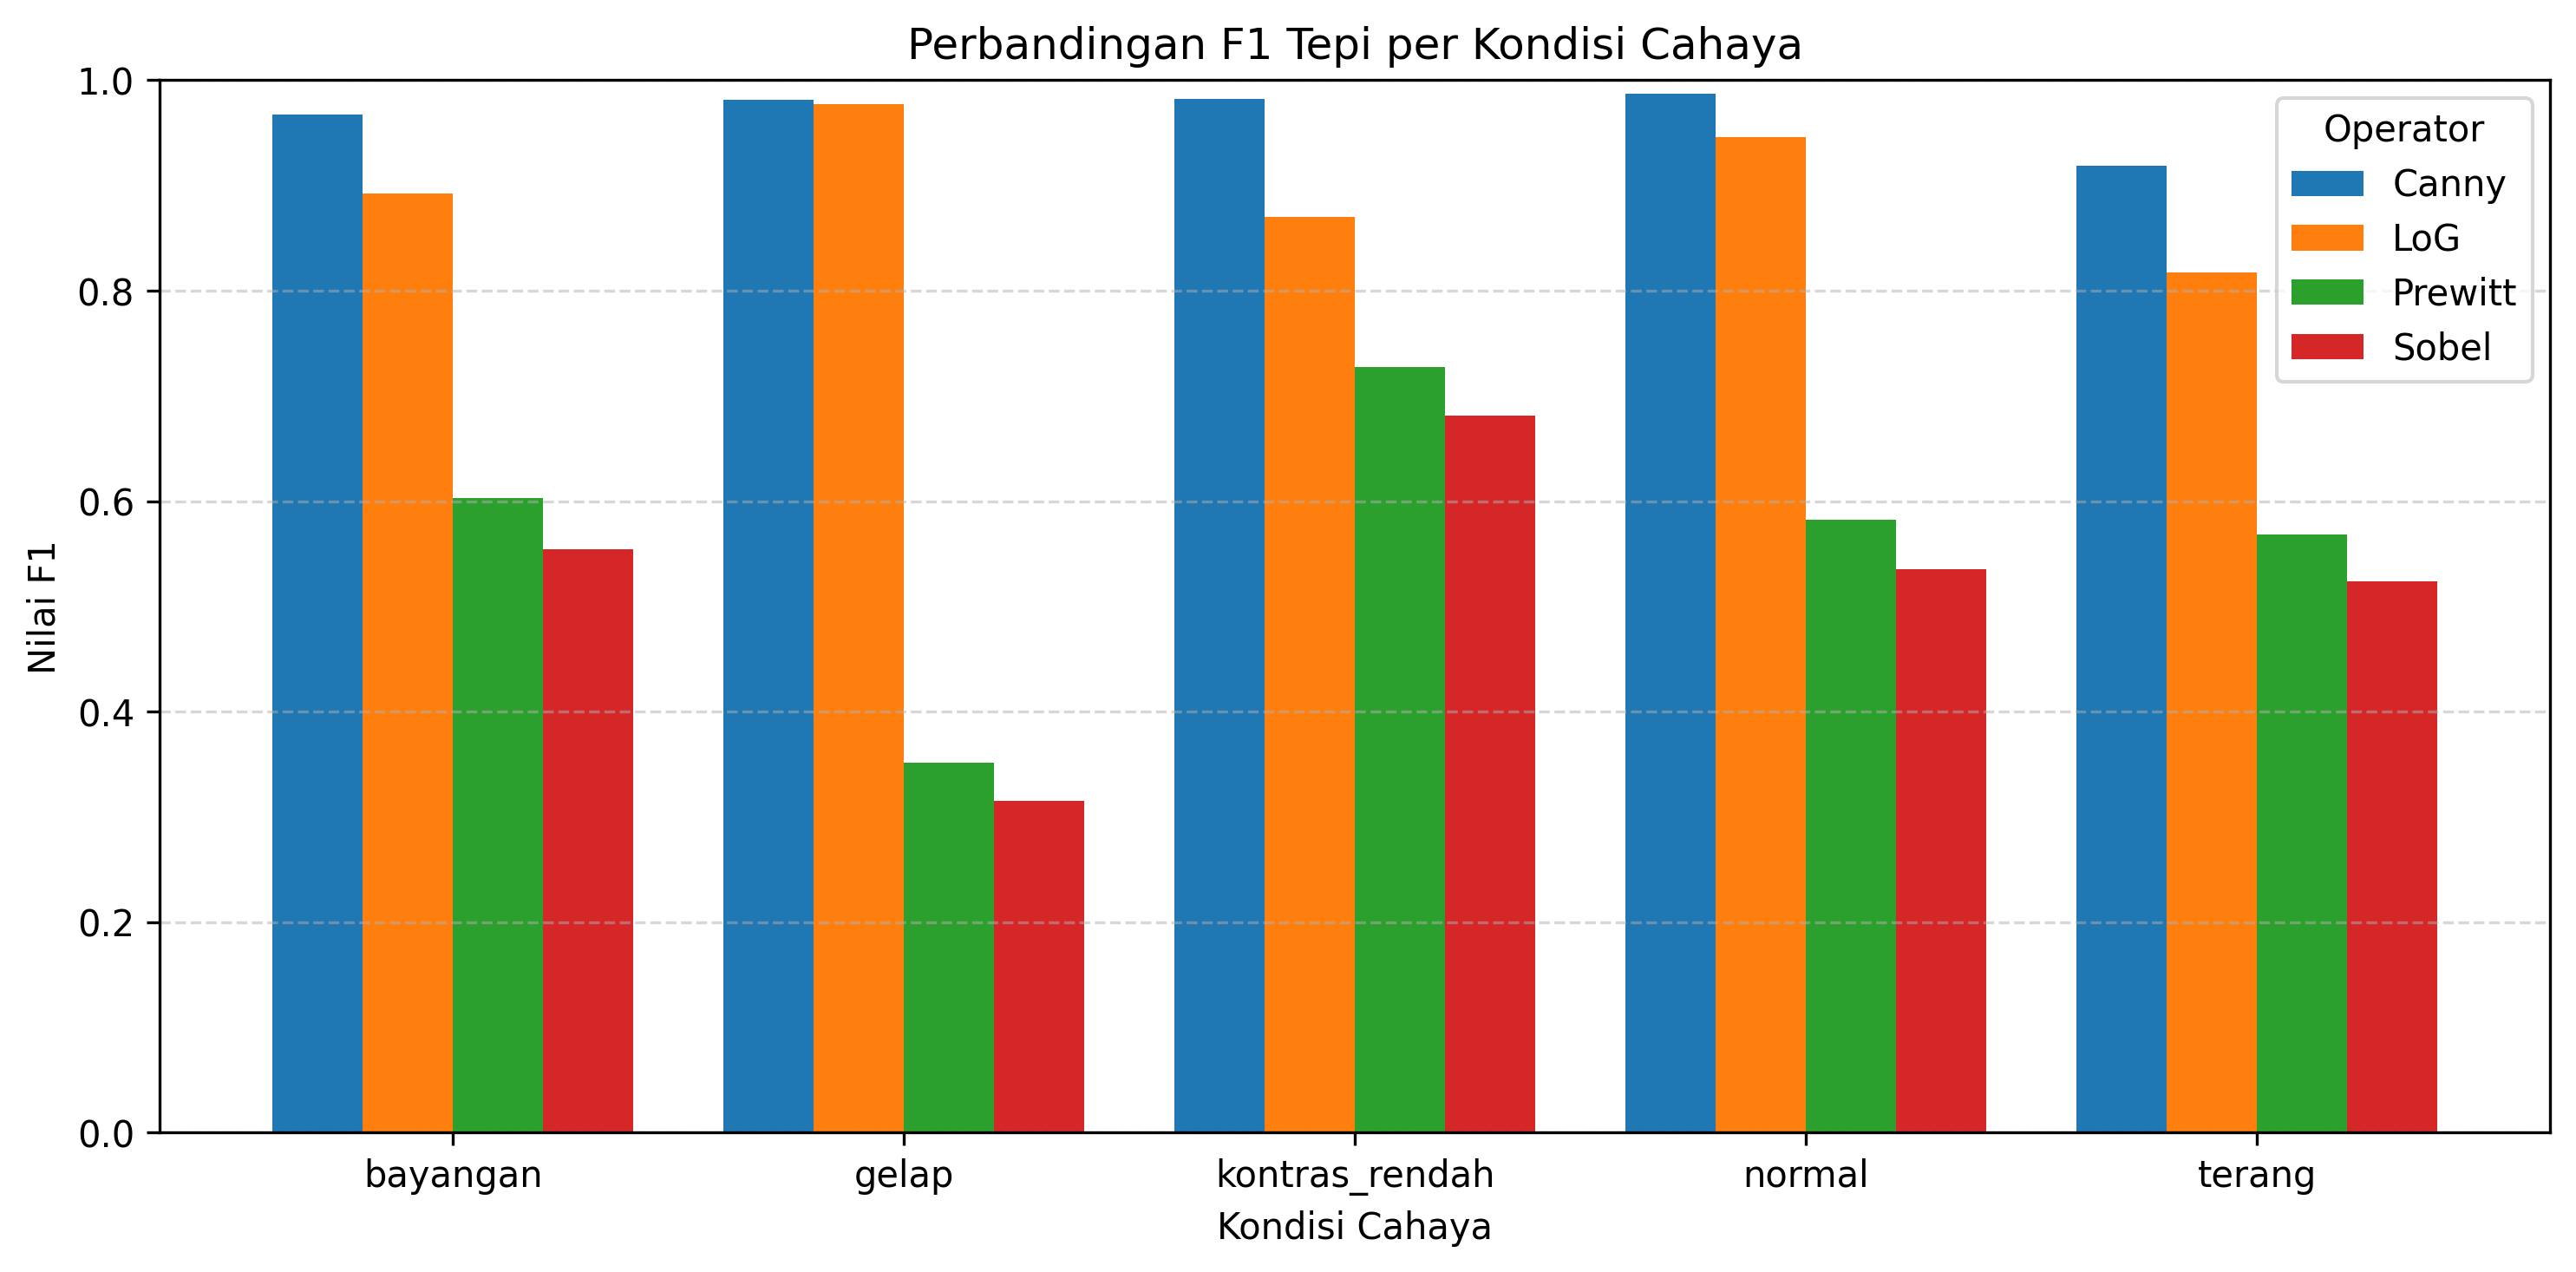 Perbandingan F1 Tepi per Kondisi Cahaya
Nilai F1
1.0
0.8
0.6
0.4
0.2
0.0
Operator
Canny
LoG
Prewitt
Sobel
bayangan
gelap
kontras_rendah
normal
terang
Kondisi Cahaya